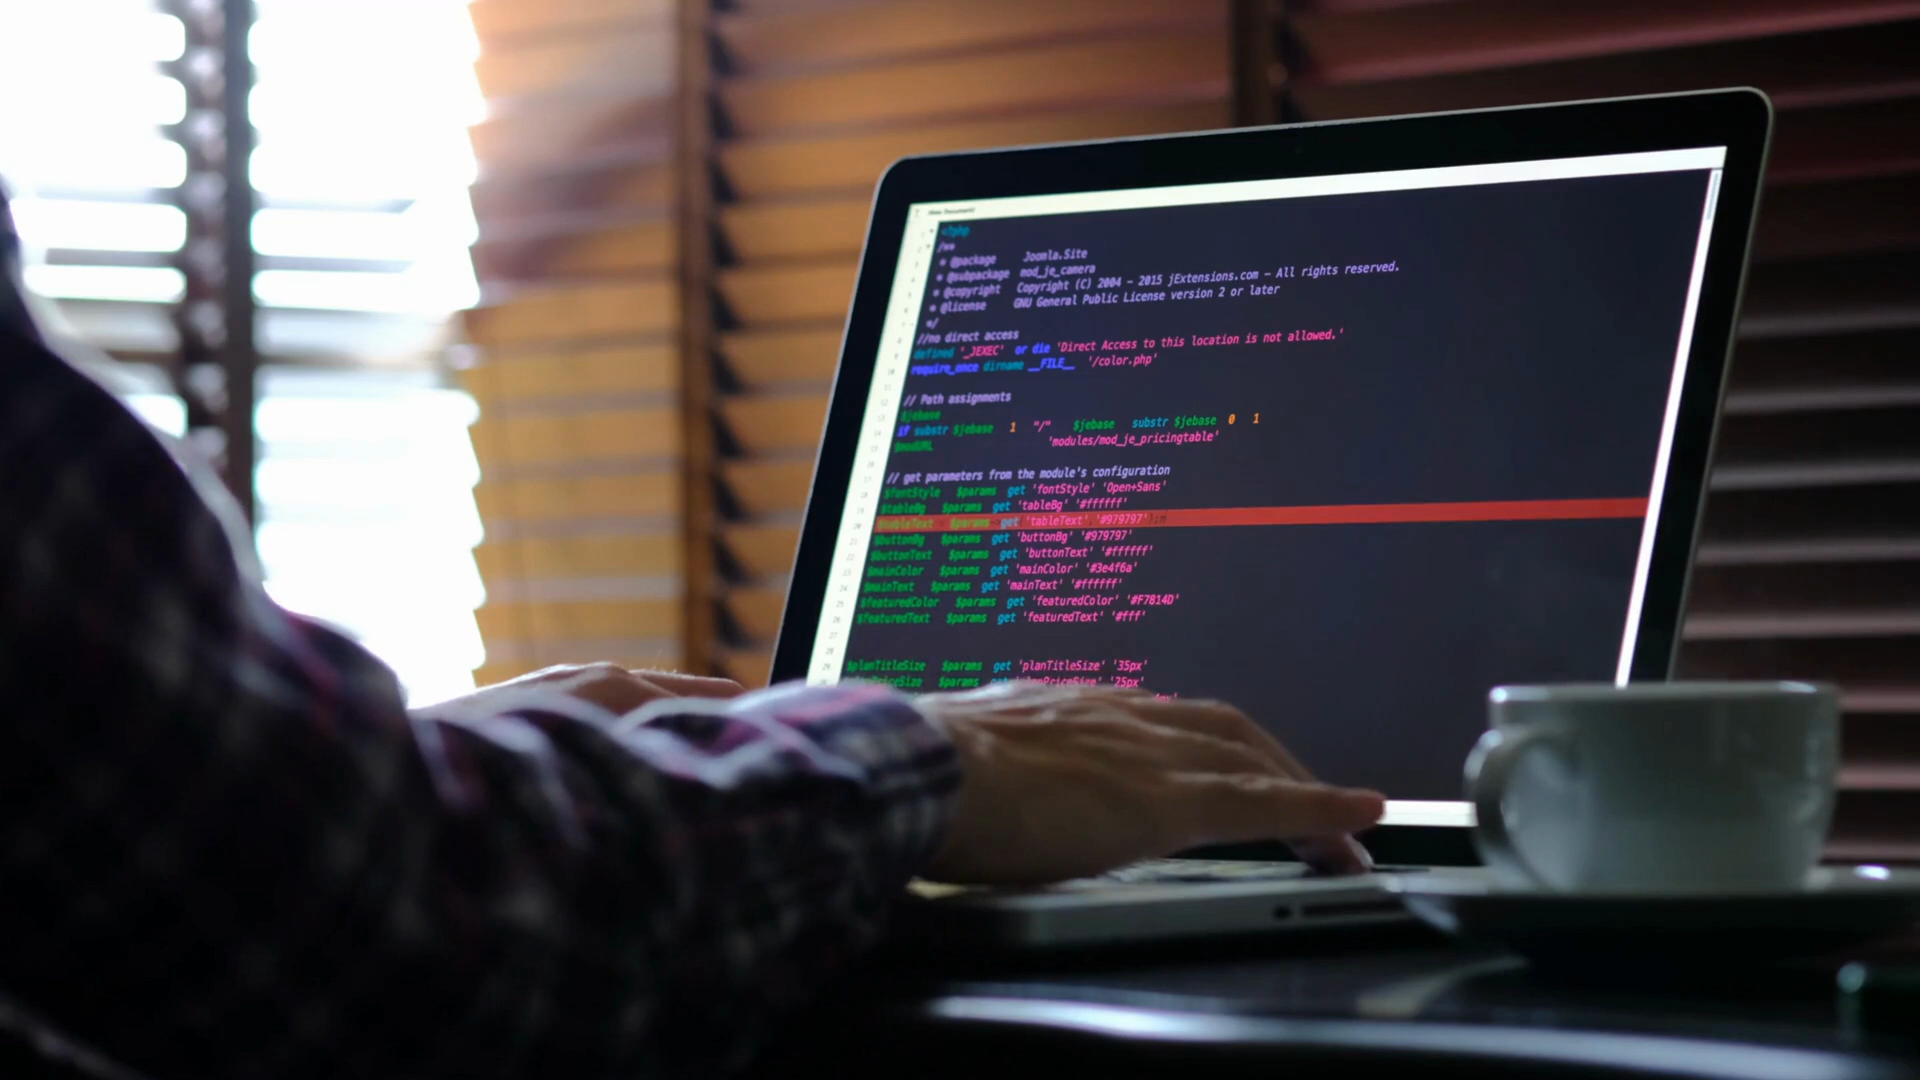 <?php
/**
* @package Joomla.Site
* @subpackage mod_je_camera
* @copyright Copyright (C) 2004 - 2015 jExtensions.com - All rights reserved.
* @license GNU General Public License version 2 or later
*/
//no direct access
defined '_JEXEC' or die 'Direct Access to this location is not allowed.'
require_once dirname __FILE__ '/color.php'
// Path assignments
$jebase
if substr $jebase 1 "/" $jebase substr $jebase 0 1
$modURL 'modules/mod_je_pricingtable'
// get parameters from the module's configuration
$fontStyle $params get 'fontStyle' 'Open+Sans'
$tableBg $params get 'tableBg' '#ffffff'
$tableText $params get 'tableText' '#979797'
$buttonBg $params get 'buttonBg' '#979797'
$buttonText $params get 'buttonText' '#ffffff'
$mainColor $params get 'mainColor' '#3e4f6a'
$mainText $params get 'mainText' '#ffffff'
$featuredColor $params get 'featuredColor' '#F7814D'
$featuredText $params get 'featuredText' '#fff'
$planTitleSize $params get 'planTitleSize' '35px'
$params get 'planPriceSize' '25px'